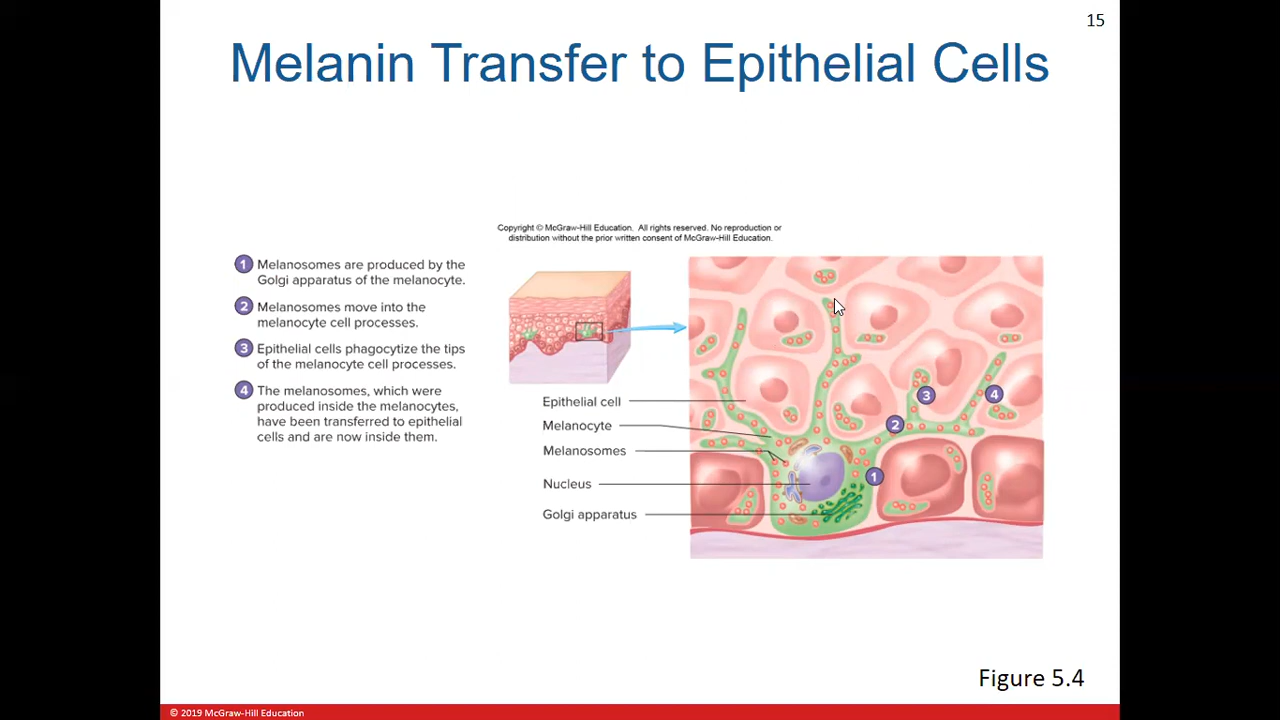 15
Melanin Transfer to Epithelial Cells
Copyright © McGraw-Hill Education. All rights reserved. No reproduction or
distribution without the prior written consent of McGraw-Hill Education.
1 Melanosomes are produced by the
Golgi apparatus of the melanocyte.
2 Melanosomes move into the
melanocyte cell processes.
3 Epithelial cells phagocytize the tips
of the melanocyte cell processes.
4 The melanosomes, which were
produced inside the melanocytes,
have been transferred to epithelial
cells and are now inside them.
Epithelial cell
Melanocyte
Melanosomes
Nucleus
Golgi apparatus
3
4
2
1
Figure 5.4
© 2019 McGraw-Hill Education